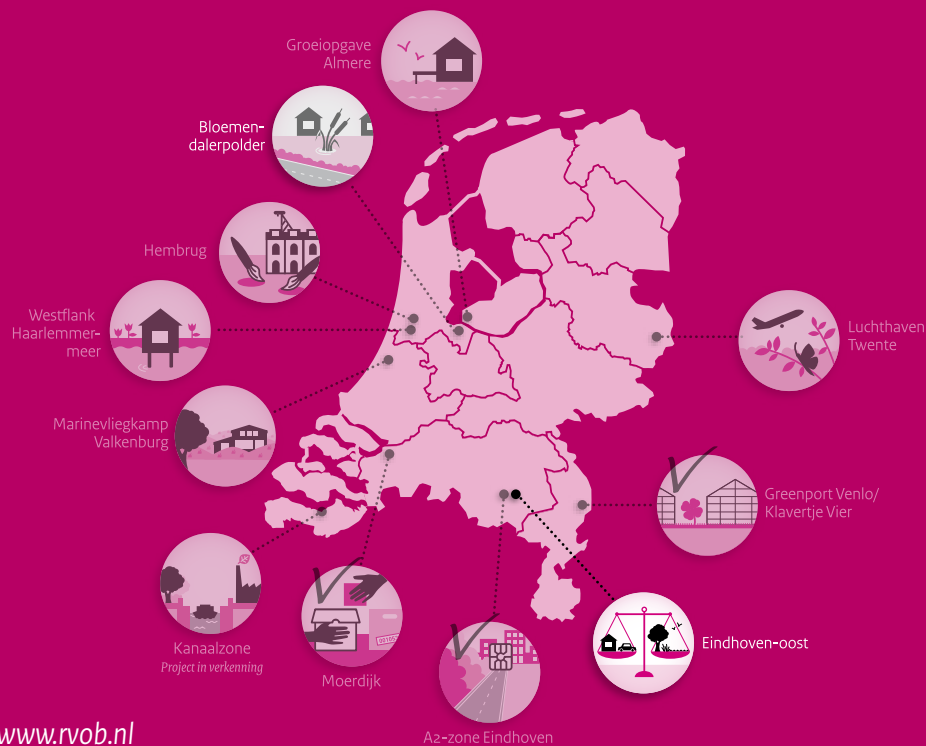 Groeiopgave
Almere
Bloemen-
dalerpolder
Hembrug
Westflank
Haarlemmer-
meer
Luchthaven
Twente
Marinevliegkamp
Valkenburg
Greenport Venlo/
Klavertje Vier
Kanaalzone
Project in verkenning
Moerdijk
Eindhoven-oost
A2-zone Eindhoven
www.rvob.nl